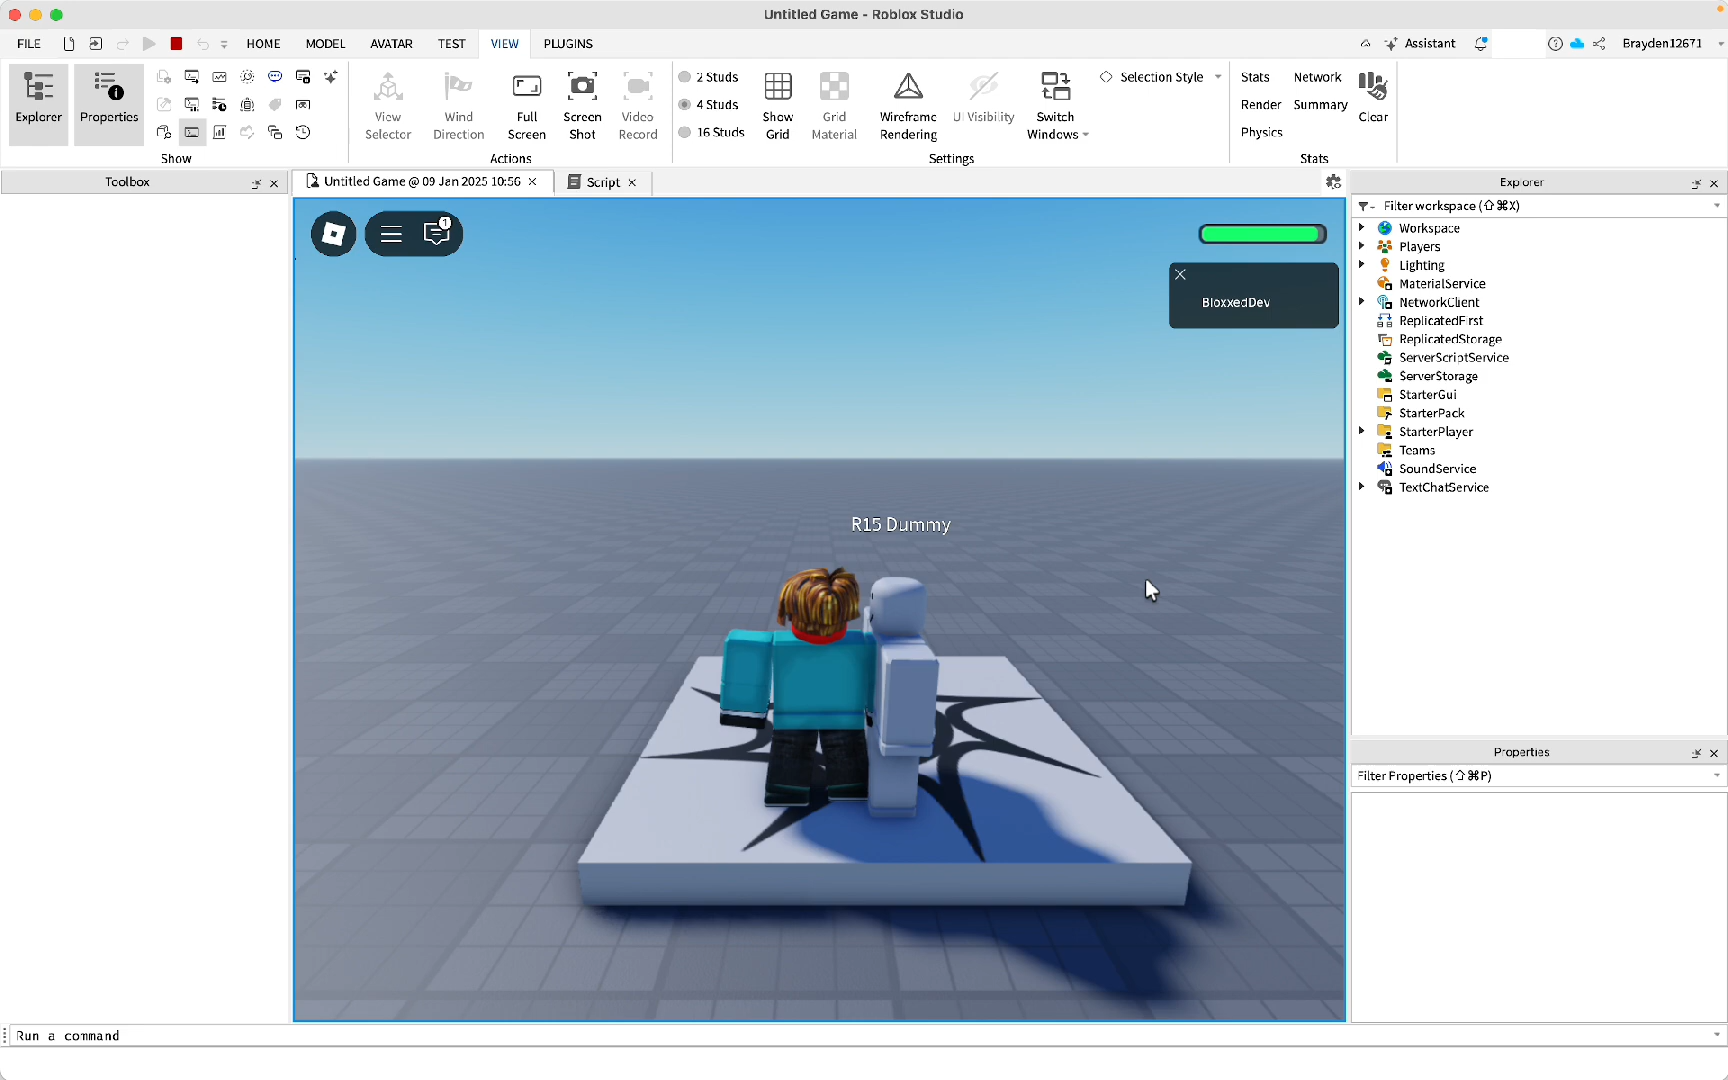 Untitled Game - Roblox Studio
FILE HOME MODEL AVATAR TEST VIEW PLUGINS Assistant Brayden12671
Explorer
Properties
Show
View Selector
Wind Direction
Full Screen
Screen Shot
Video Record
Actions
2 Studs
4 Studs
16 Studs
Show Grid
Grid Material
Wireframe Rendering
UI Visibility
Switch Windows
Selection Style
Settings
Stats Network
Render Summary
Physics
Clear
Stats
Toolbox
Untitled Game @ 09 Jan 2025 10:56
Script
1
BloxxedDev
R15 Dummy
Explorer
Filter workspace (⇧⌘X)
Workspace
Players
Lighting
MaterialService
NetworkClient
ReplicatedFirst
ReplicatedStorage
ServerScriptService
ServerStorage
StarterGui
StarterPack
StarterPlayer
Teams
SoundService
TextChatService
Properties
Filter Properties (⇧⌘P)
Run a command